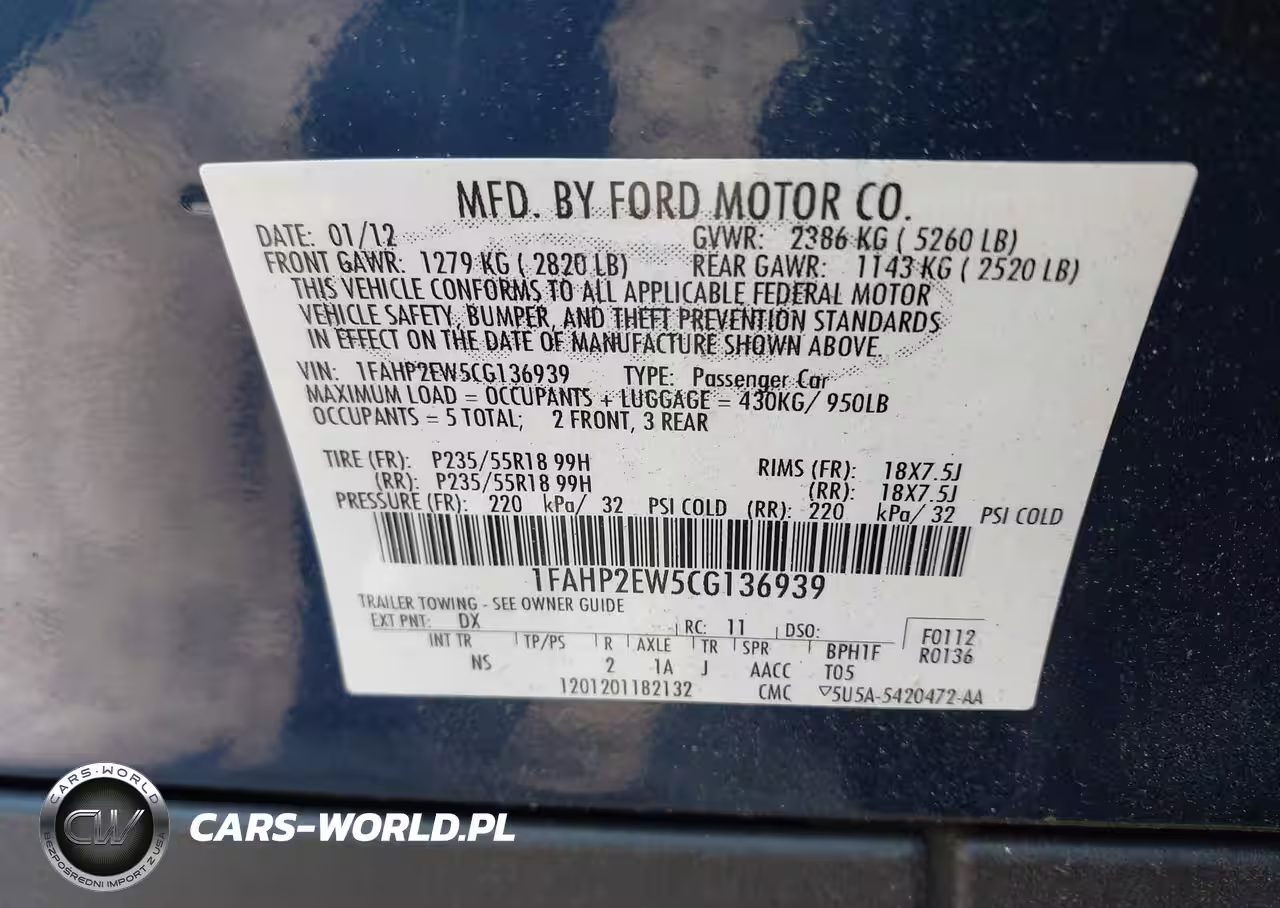 MFD. BY FORD MOTOR CO.
DATE: 01/12 GVWR: 2386 KG ( 5260 LB)
FRONT GAWR: 1279 KG ( 2820 LB) REAR GAWR: 1143 KG ( 2520 LB)
THIS VEHICLE CONFORMS TO ALL APPLICABLE FEDERAL MOTOR
VEHICLE SAFETY, BUMPER, AND THEFT PREVENTION STANDARDS
IN EFFECT ON THE DATE OF MANUFACTURE SHOWN ABOVE.
VIN: 1FAHP2EW5CG136939 TYPE: Passenger Car
MAXIMUM LOAD = OCCUPANTS + LUGGAGE = 430KG/ 950LB
OCCUPANTS = 5 TOTAL; 2 FRONT, 3 REAR
TIRE (FR): P235/55R18 99H RIMS (FR): 18X7.5J
(RR): P235/55R18 99H (RR): 18X7.5J
PRESSURE (FR): 220 kPa/ 32 PSI COLD (RR): 220 kPa/ 32 PSI COLD
1FAHP2EW5CG136939
TRAILER TOWING - SEE OWNER GUIDE
EXT PNT: DX RC: 11 DSO: F0112
INT TR TP/PS R AXLE TR SPR BPH1F R0136
NS 2 1A J AACC T05
1201201182132 CMC ▽5U5A-5420472-AA
CARS-WORLD
CW
BEZPOŚREDNI IMPORT Z USA
CARS-WORLD.PL